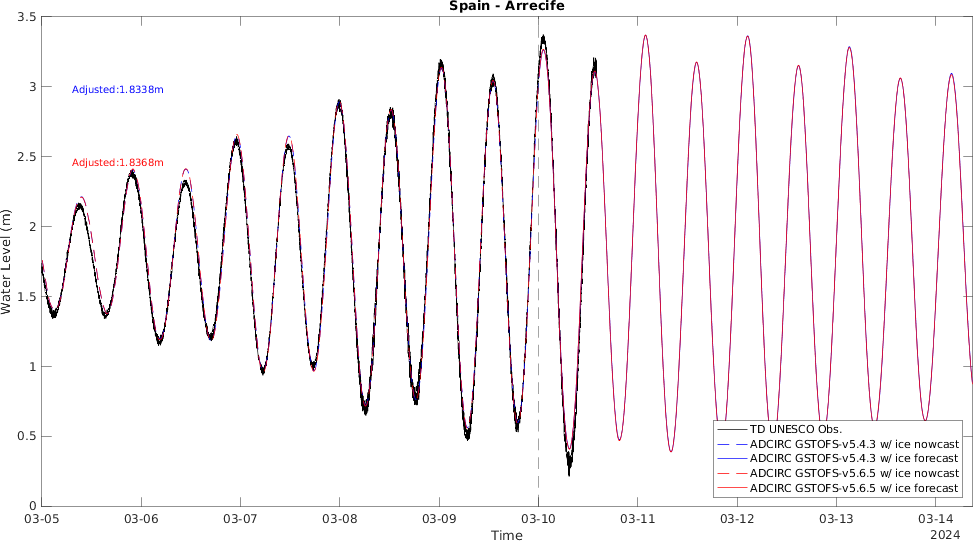 Spain - Arrecife
Adjusted:1.8338m
Adjusted:1.8368m
Water Level (m)
3.5
3
2.5
2
1.5
1
0.5
0
TD UNESCO Obs.
ADCIRC GSTOFS-v5.4.3 w/ ice nowcast
ADCIRC GSTOFS-v5.4.3 w/ ice forecast
ADCIRC GSTOFS-v5.6.5 w/ ice nowcast
ADCIRC GSTOFS-v5.6.5 w/ ice forecast
03-05 03-06 03-07 03-08 03-09 03-10 03-11 03-12 03-13 03-14
2024
Time